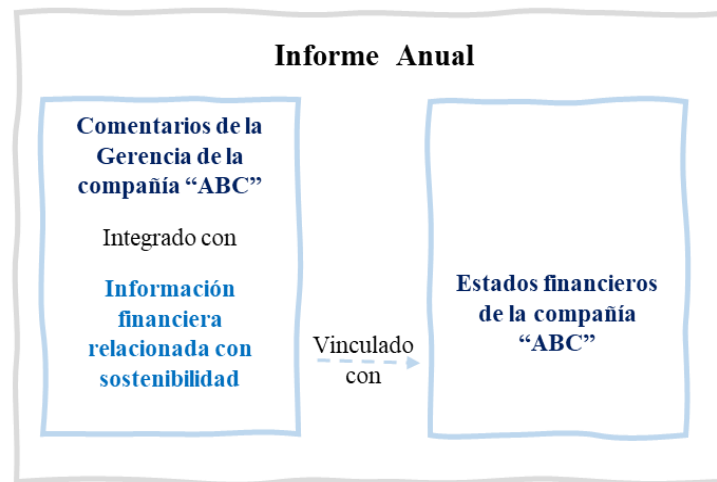 Informe Anual
Comentarios de la
Gerencia de la
compañía “ABC”
Integrado con
Información
financiera
relacionada con
sostenibilidad
Vinculado
con
Estados financieros
de la compañía
“ABC”